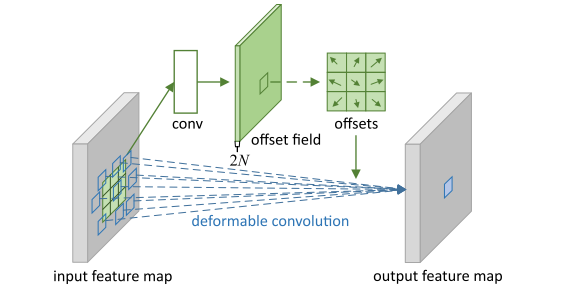 conv
offset field
offsets
2N
deformable convolution
input feature map
output feature map